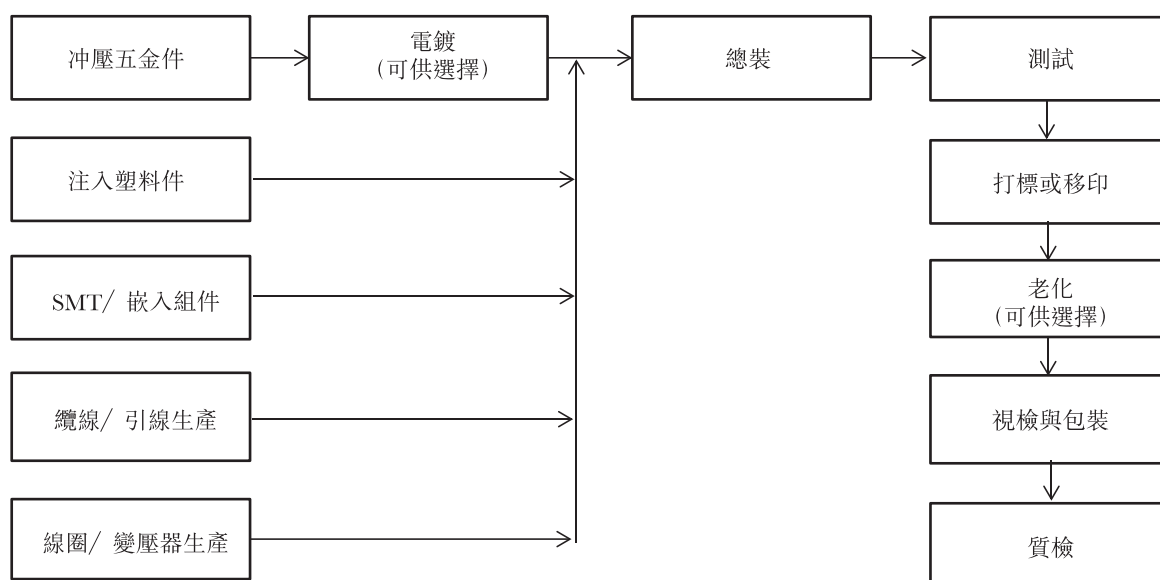 冲壓五金件
電鍍
(可供選擇)
總裝
測試
注入塑料件
打標或移印
SMT/ 嵌入組件
老化
(可供選擇)
纜線/ 引線生產
視檢與包裝
線圈/ 變壓器生產
質檢